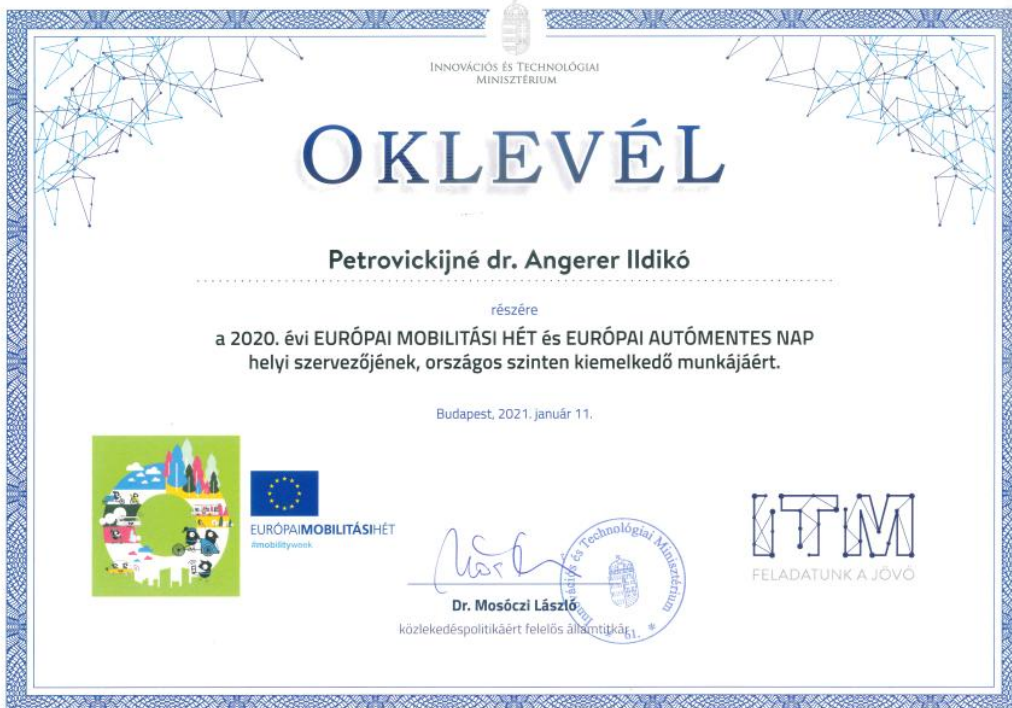 INNOVÁCIÓS ÉS TECHNOLÓGIAI
MINISZTÉRIUM
OKLEVÉL
Petrovickijné dr. Angerer Ildikó
részére
a 2020. évi EURÓPAI MOBILITÁSI HÉT és EURÓPAI AUTÓMENTES NAP
helyi szervezőjének, országos szinten kiemelkedő munkájáért.
Budapest, 2021. január 11.
EURÓPAIMOBILITÁSIHÉT
#mobilityweek
Innovációs és Technológiai Minisztérium
* 61. *
Dr. Mosóczi László
közlekedéspolitikáért felelős államtitkár
ITM
FELADATUNK A JÖVŐ